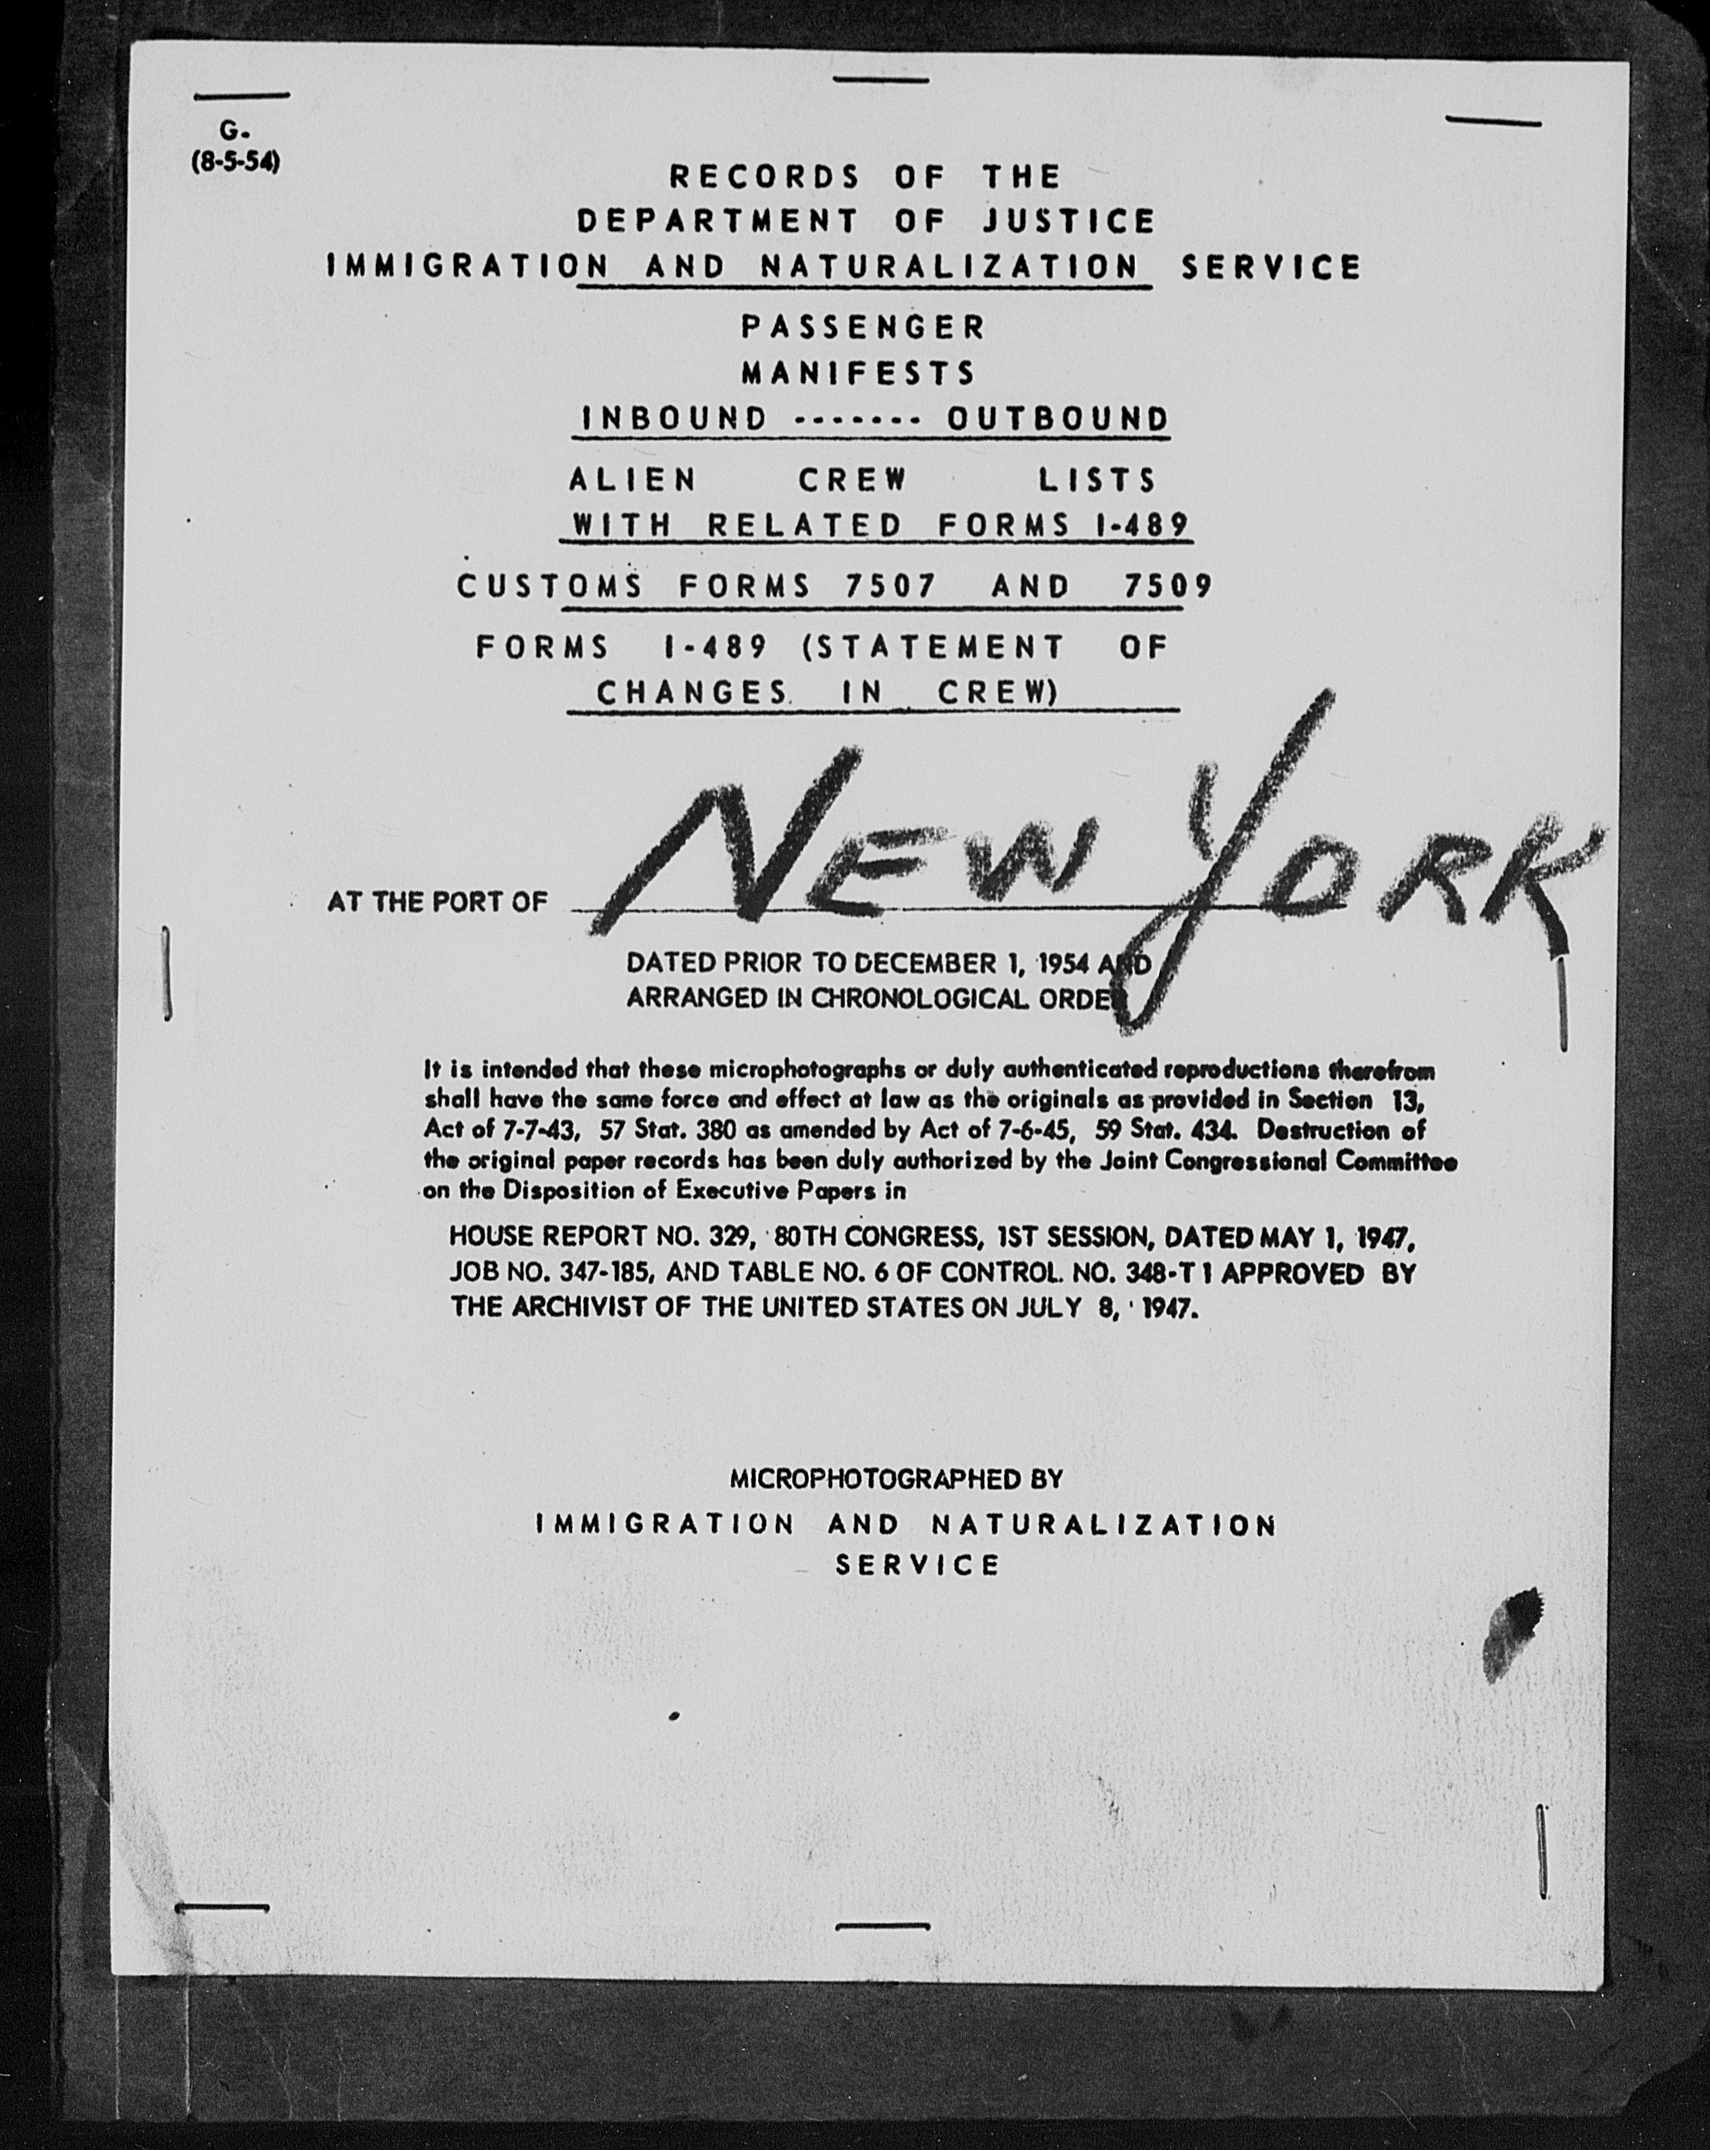 G.
(8-5-54)
RECORDS OF THE
DEPARTMENT OF JUSTICE
IMMIGRATION AND NATURALIZATION SERVICE
PASSENGER
MANIFESTS
INBOUND ------- OUTBOUND
ALIEN CREW LISTS
WITH RELATED FORMS I-489
CUSTOMS FORMS 7507 AND 7509
FORMS I-489 (STATEMENT OF
CHANGES IN CREW)
AT THE PORT OF NEW YORK
DATED PRIOR TO DECEMBER 1, 1954 AND
ARRANGED IN CHRONOLOGICAL ORDER
It is intended that these microphotographs or duly authenticated reproductions therefrom
shall have the same force and effect at law as the originals as provided in Section 13,
Act of 7-7-43, 57 Stat. 380 as amended by Act of 7-6-45, 59 Stat. 434. Destruction of
the original paper records has been duly authorized by the Joint Congressional Committee
on the Disposition of Executive Papers in
HOUSE REPORT NO. 329, 80TH CONGRESS, 1ST SESSION, DATED MAY 1, 1947,
JOB NO. 347-185, AND TABLE NO. 6 OF CONTROL NO. 348-T1 APPROVED BY
THE ARCHIVIST OF THE UNITED STATES ON JULY 8, 1947.
MICROPHOTOGRAPHED BY
IMMIGRATION AND NATURALIZATION
SERVICE